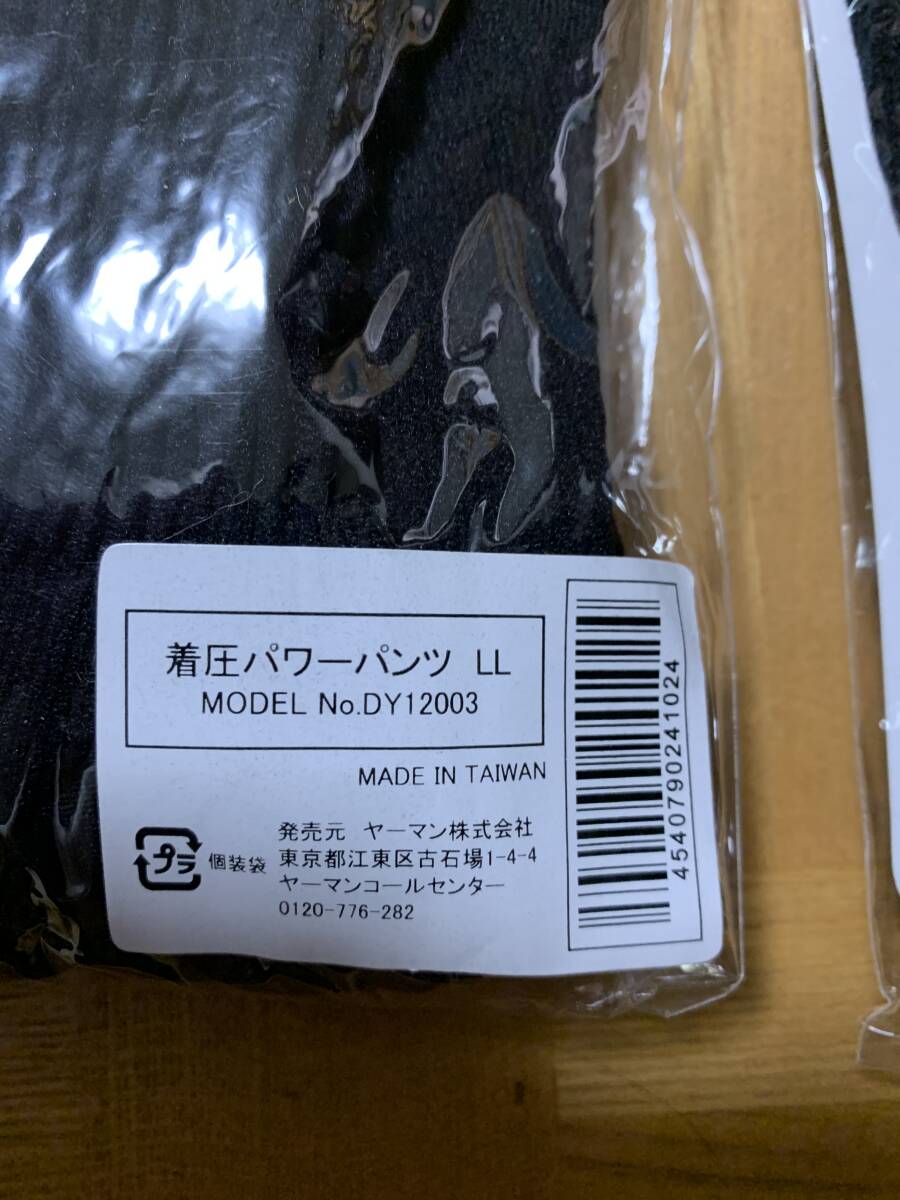 着圧パワーパンツ LL
MODEL No.DY12003
MADE IN TAIWAN
プラ 個装袋
発売元 ヤーマン株式会社
東京都江東区古石場1-4-4
ヤーマンコールセンター
0120-776-282
4540790241024